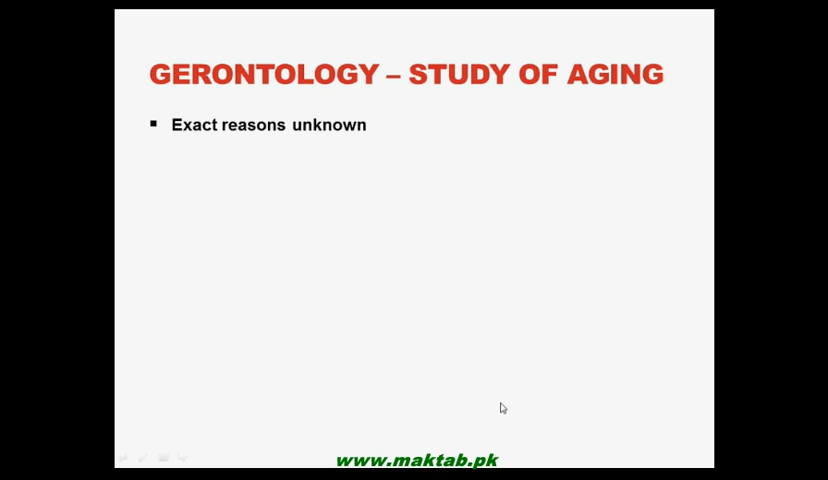 GERONTOLOGY – STUDY OF AGING
▪ Exact reasons unknown
www.maktab.pk